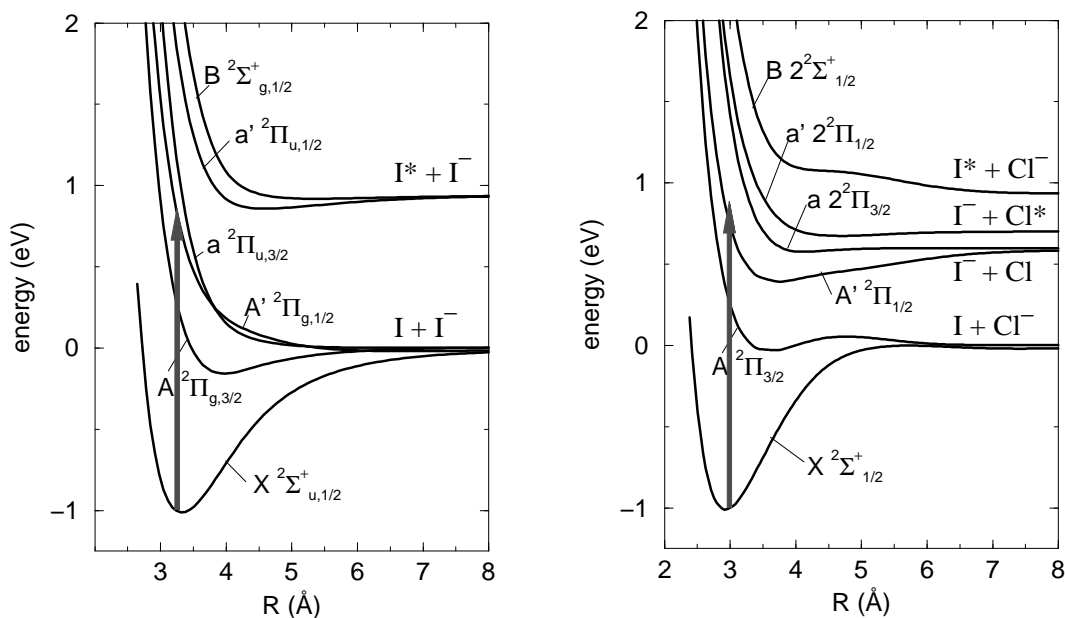 2
1
0
−1
energy (eV)
3 4 5 6 7 8
R (Å)
B ²Σ⁺g,1/2
a' ²Πu,1/2
I* + I⁻
a ²Πu,3/2
A' ²Πg,1/2
I + I⁻
A ²Πg,3/2
X ²Σ⁺u,1/2
2
1
0
−1
energy (eV)
2 3 4 5 6 7 8
R (Å)
B 2²Σ⁺1/2
a' 2²Π1/2
I* + Cl⁻
a 2²Π3/2
I⁻ + Cl*
I⁻ + Cl
A' ²Π1/2
I + Cl⁻
A ²Π3/2
X ²Σ⁺1/2